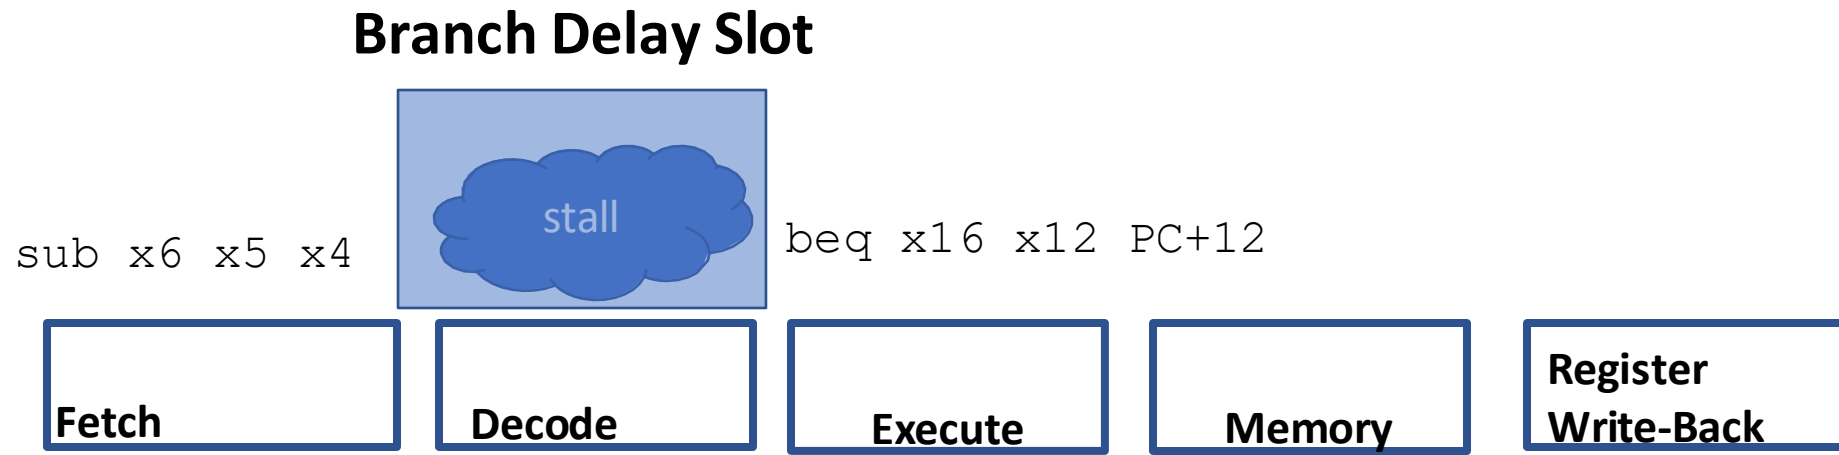 Branch Delay Slot
stall
sub x6 x5 x4
beq x16 x12 PC+12
Fetch
Decode
Execute
Memory
Register
Write-Back